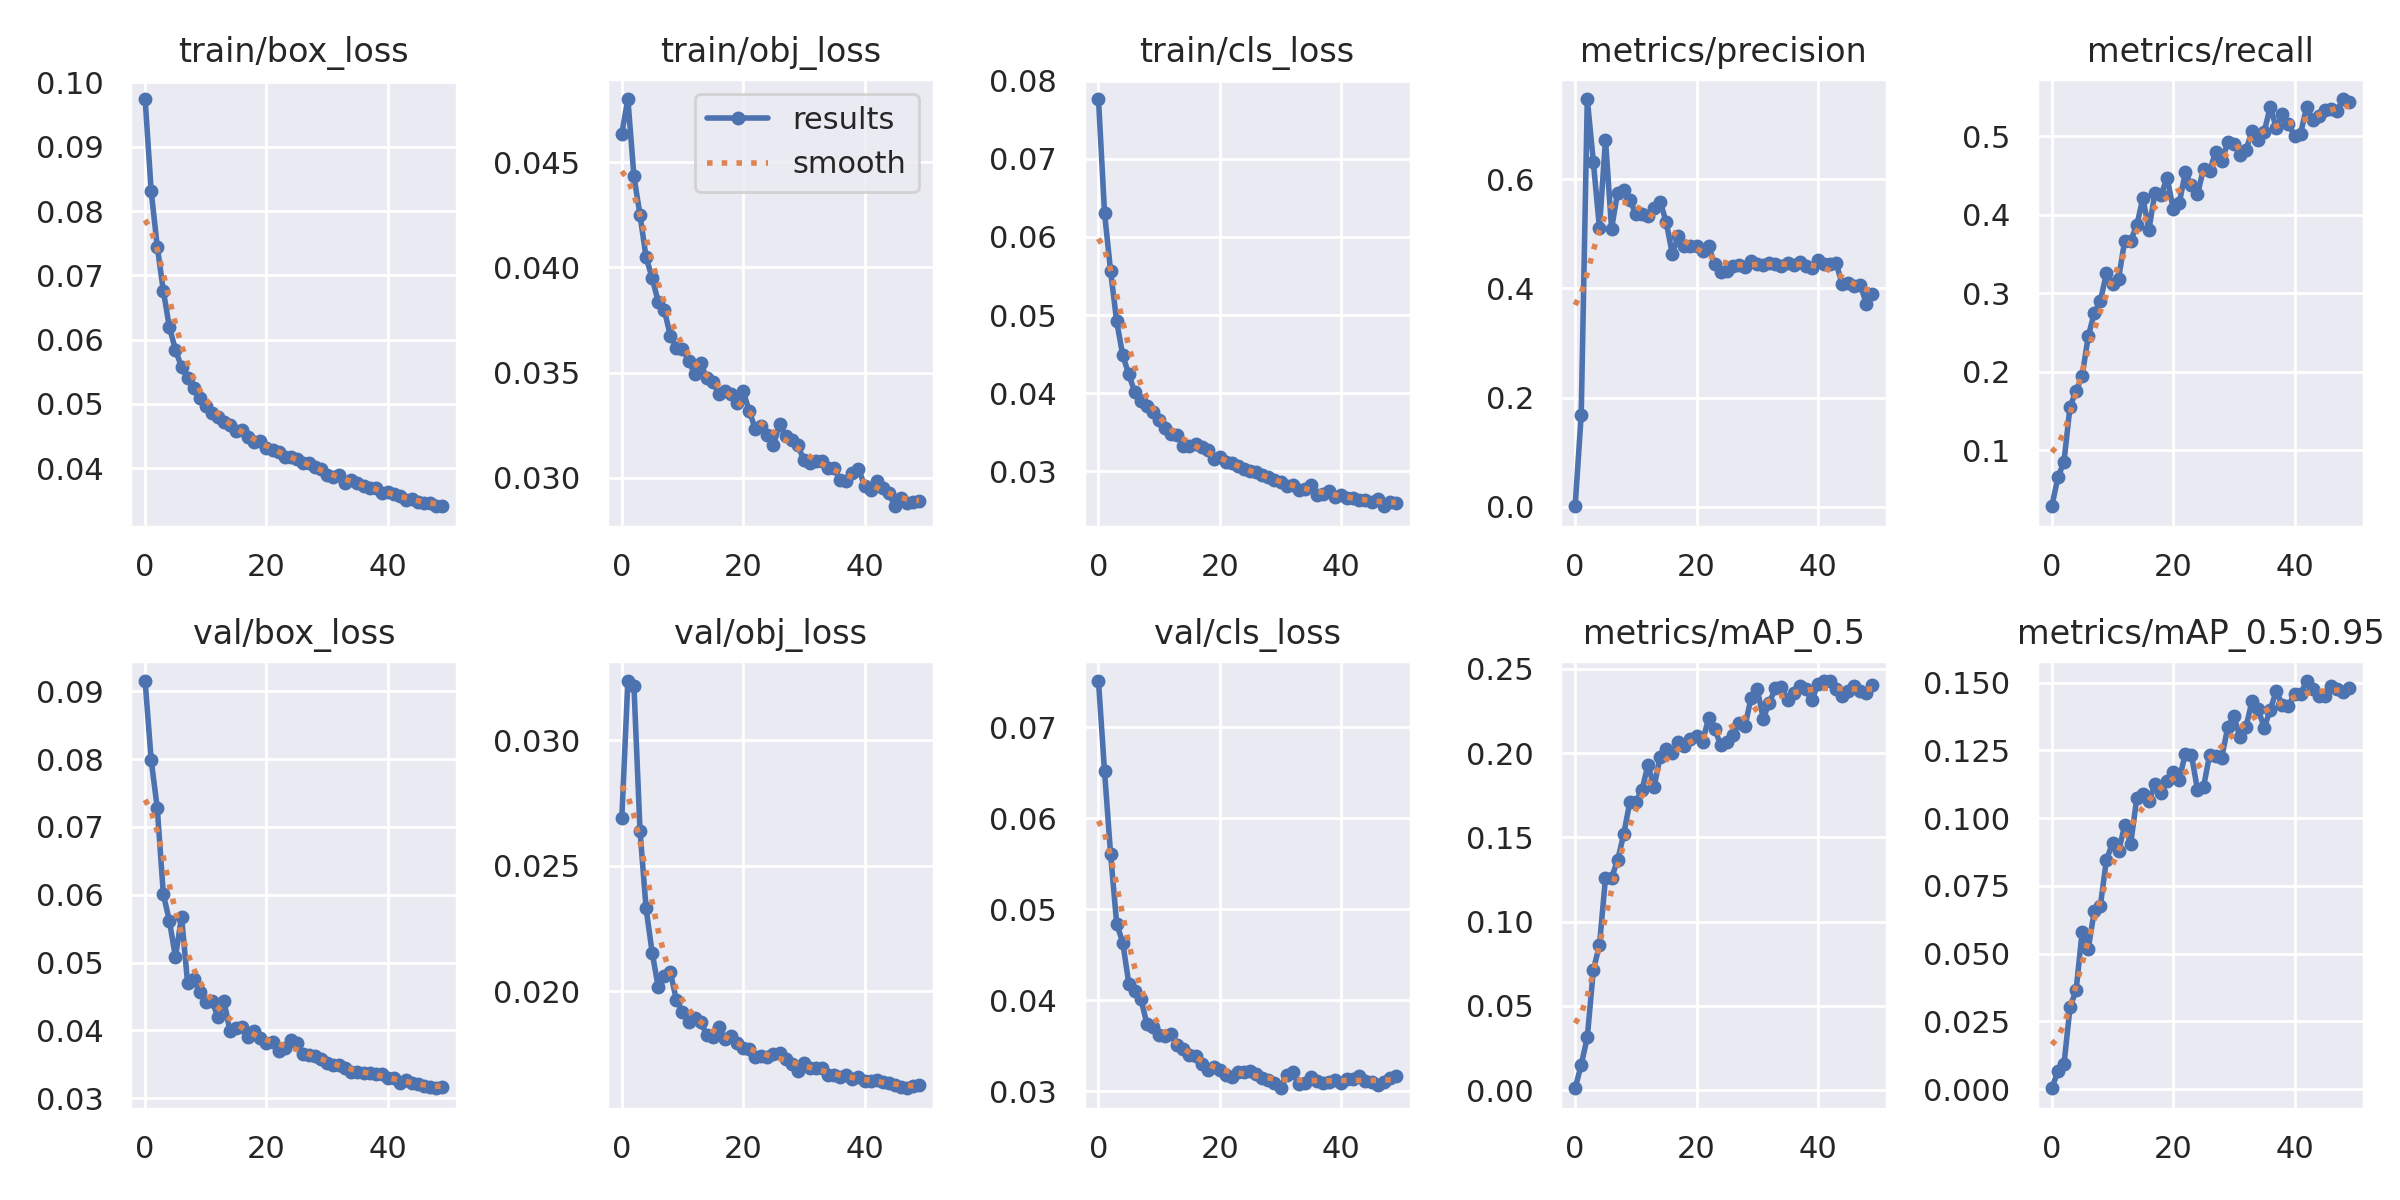 train/box_loss
train/obj_loss
train/cls_loss
metrics/precision
metrics/recall
0.10
0.09
0.08
0.07
0.06
0.05
0.04
0 20 40
results
smooth
0.045
0.040
0.035
0.030
0 20 40
0.08
0.07
0.06
0.05
0.04
0.03
0 20 40
0.6
0.4
0.2
0.0
0 20 40
0.5
0.4
0.3
0.2
0.1
0 20 40
val/box_loss
val/obj_loss
val/cls_loss
metrics/mAP_0.5
metrics/mAP_0.5:0.95
0.09
0.08
0.07
0.06
0.05
0.04
0.03
0 20 40
0.030
0.025
0.020
0 20 40
0.07
0.06
0.05
0.04
0.03
0 20 40
0.25
0.20
0.15
0.10
0.05
0.00
0 20 40
0.150
0.125
0.100
0.075
0.050
0.025
0.000
0 20 40